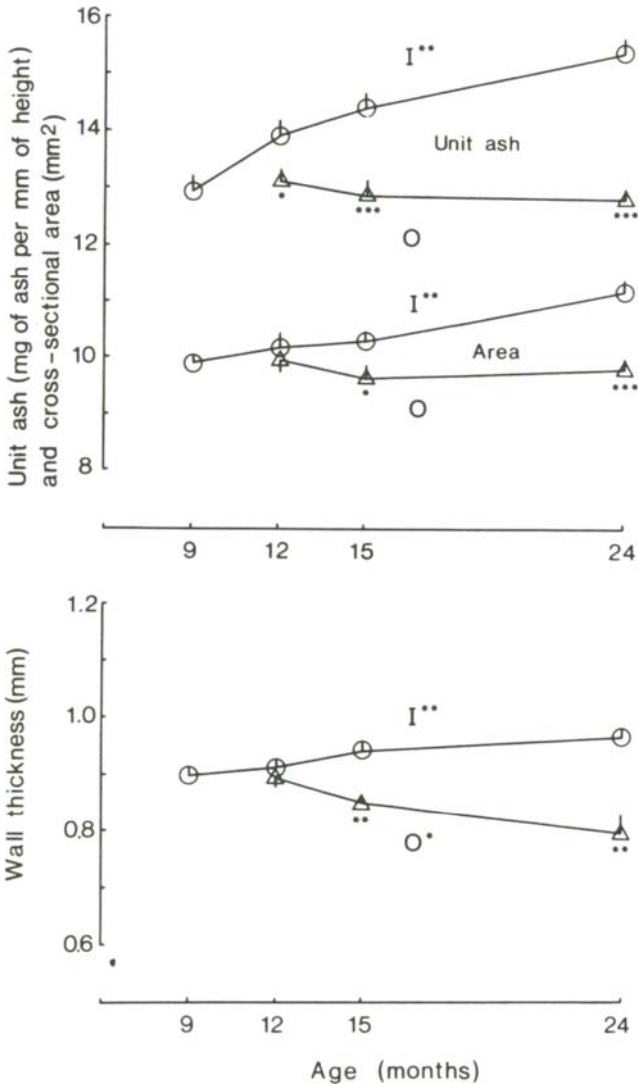 16
14
12
10
8
Unit ash (mg of ash per mm of height)
and cross-sectional area (mm2)
I••
Unit ash
•
•••
•••
O
I••
Area
•
•••
O
9
12
15
24
1.2
1.0
0.8
0.6
Wall thickness (mm)
I••
••
••
O•
9
12
15
24
Age (months)